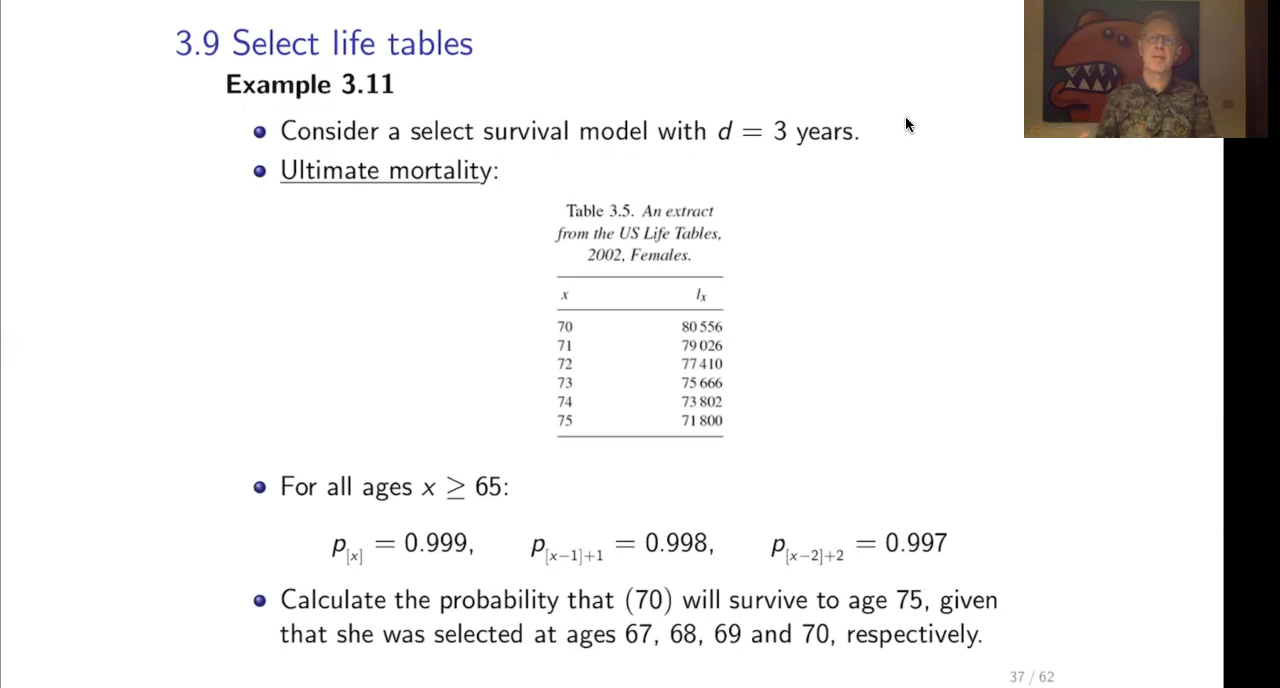 3.9 Select life tables
Example 3.11
Consider a select survival model with d = 3 years.
Ultimate mortality:
Table 3.5. An extract
from the US Life Tables,
2002, Females.
x lₓ
70 80 556
71 79 026
72 77 410
73 75 666
74 73 802
75 71 800
For all ages x ≥ 65:
p[x] = 0.999, p[x−1]+1 = 0.998, p[x−2]+2 = 0.997
Calculate the probability that (70) will survive to age 75, given
that she was selected at ages 67, 68, 69 and 70, respectively.
37 / 62